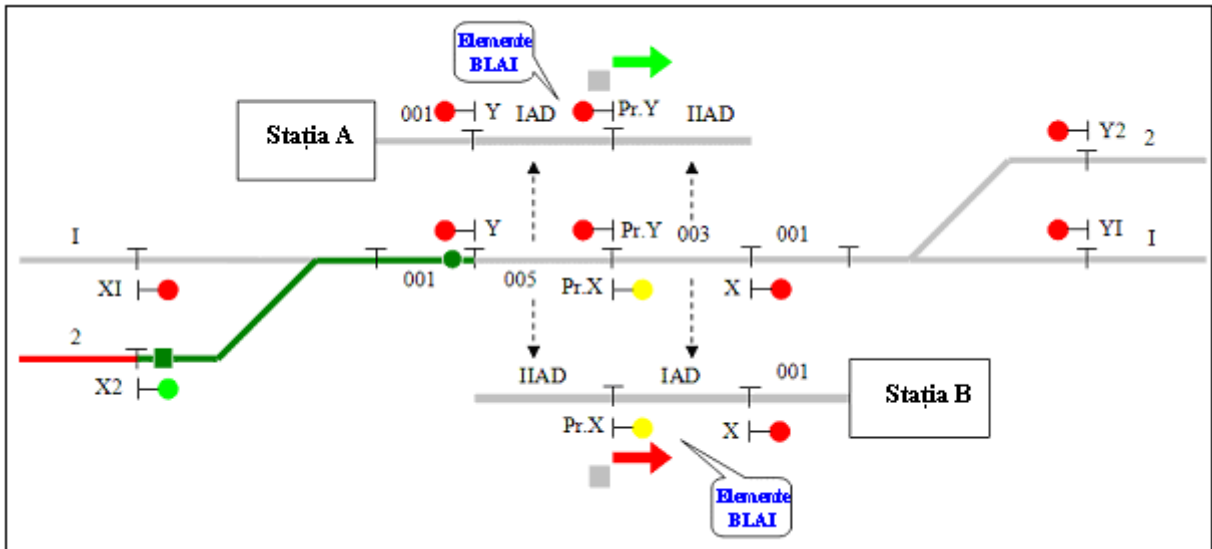 Elemente
BLAI
001 Y IAD Pr.Y IIAD
Stația A
Y2 2
I Y Pr.Y 003 001 YI I
XI 001 005 Pr.X X
2
X2
IIAD IAD 001
Stația B
Pr.X X
Elemente
BLAI